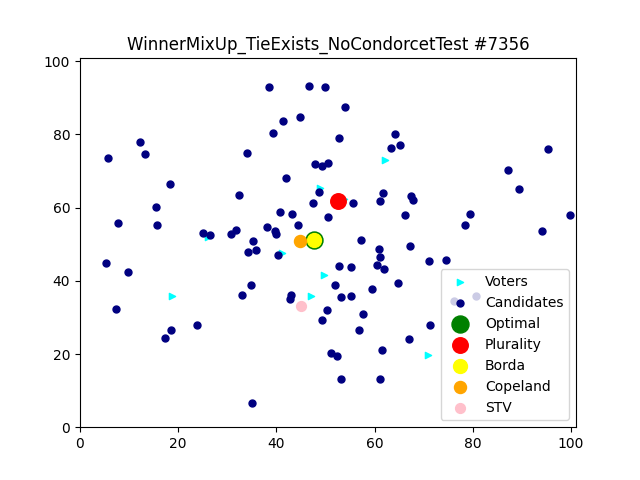 WinnerMixUp_TieExists_NoCondorcetTest #7356
100
80
60
40
20
0
0 20 40 60 80 100
Voters
Candidates
Optimal
Plurality
Borda
Copeland
STV